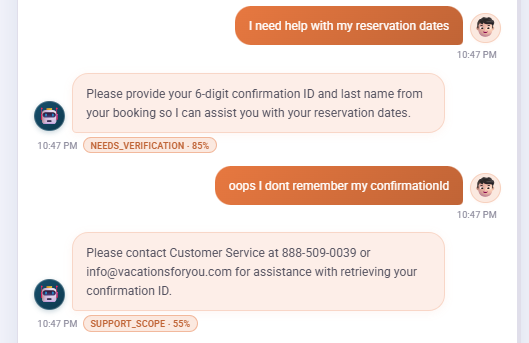 I need help with my reservation dates
10:47 PM
Please provide your 6-digit confirmation ID and last name from
your booking so I can assist you with your reservation dates.
10:47 PM NEEDS_VERIFICATION · 85%
oops I dont remember my confirmationId
10:47 PM
Please contact Customer Service at 888-509-0039 or
info@vacationsforyou.com for assistance with retrieving your
confirmation ID.
10:47 PM SUPPORT_SCOPE · 55%